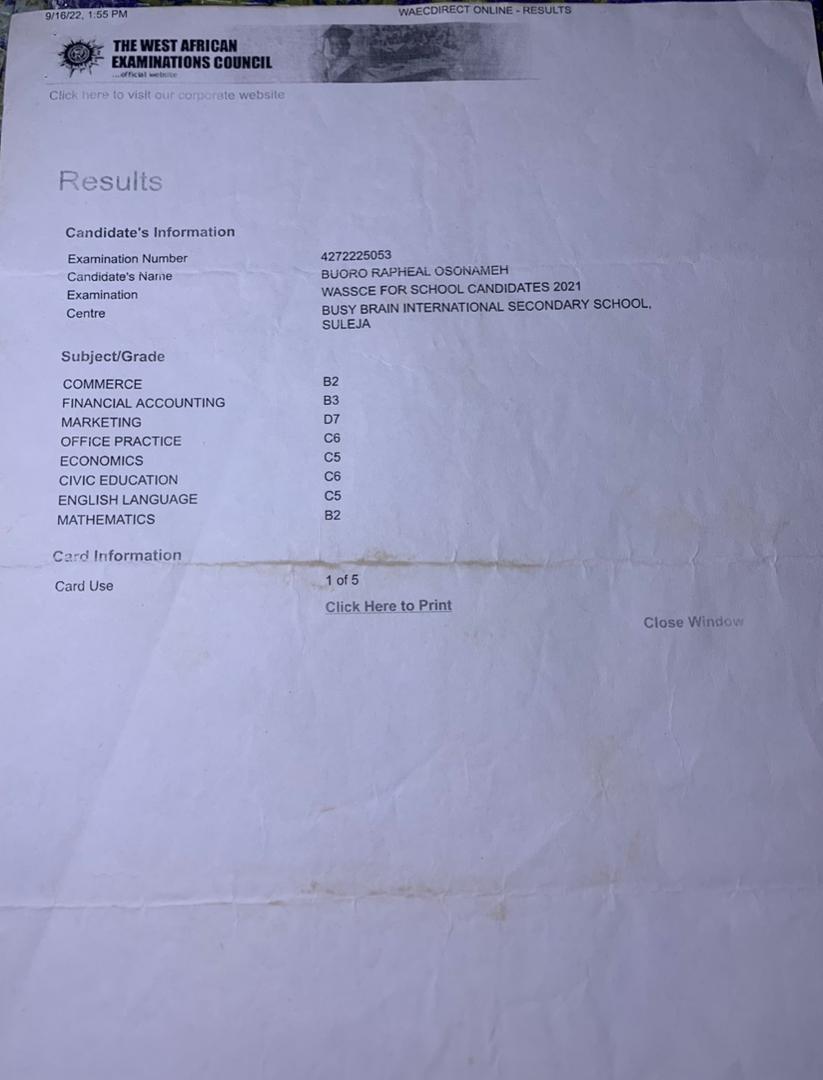 9/16/22, 1:55 PM
WAECDIRECT ONLINE - RESULTS
THE WEST AFRICAN
EXAMINATIONS COUNCIL
...official website
Click here to visit our corporate website
Results
Candidate's Information
Examination Number 4272225053
Candidate's Name BUORO RAPHEAL OSONAMEH
Examination WASSCE FOR SCHOOL CANDIDATES 2021
Centre BUSY BRAIN INTERNATIONAL SECONDARY SCHOOL,
SULEJA
Subject/Grade
COMMERCE B2
FINANCIAL ACCOUNTING B3
MARKETING D7
OFFICE PRACTICE C6
ECONOMICS C5
CIVIC EDUCATION C6
ENGLISH LANGUAGE C5
MATHEMATICS B2
Card Information
Card Use 1 of 5
Click Here to Print
Close Window